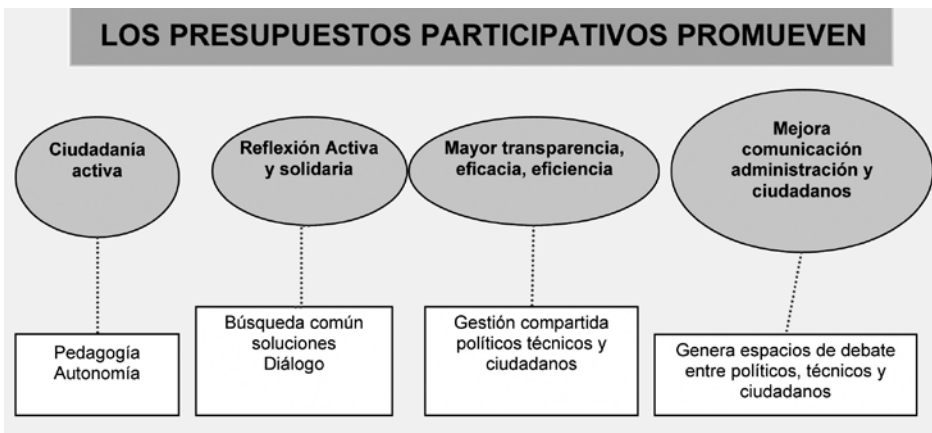 LOS PRESUPUESTOS PARTICIPATIVOS PROMUEVEN
Ciudadanía
activa
Reflexión Activa
y solidaria
Mayor transparencia,
eficacia, eficiencia
Mejora
comunicación
administración y
ciudadanos
Pedagogía
Autonomía
Búsqueda común
soluciones
Diálogo
Gestión compartida
políticos técnicos y
ciudadanos
Genera espacios de debate
entre políticos, técnicos y
ciudadanos